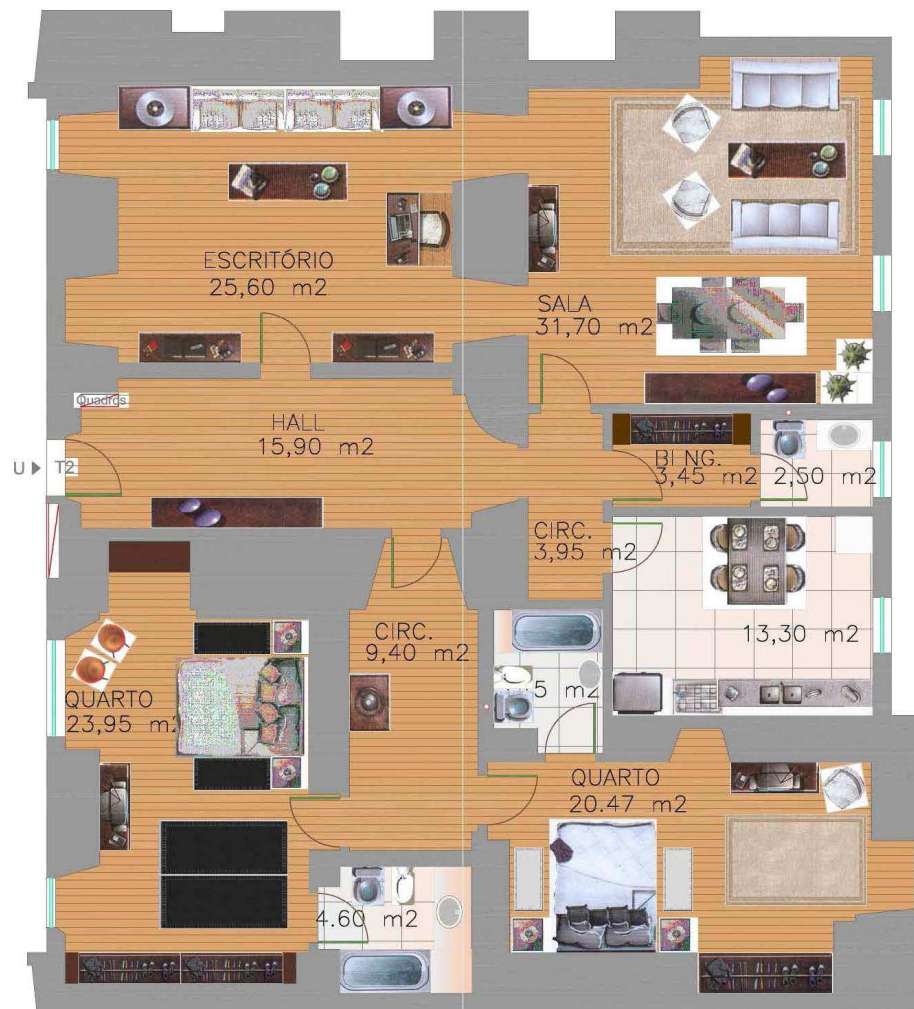 ESCRITÓRIO
25,60 m2
SALA
31,70 m2
Quadros
HALL
15,90 m2
U
T2
BENG.
3,45 m2
2,50 m2
CIRC.
3,95 m2
CIRC.
9,40 m2
13,30 m2
QUARTO
23,95 m2
5 m2
QUARTO
20.47 m2
4.60 m2